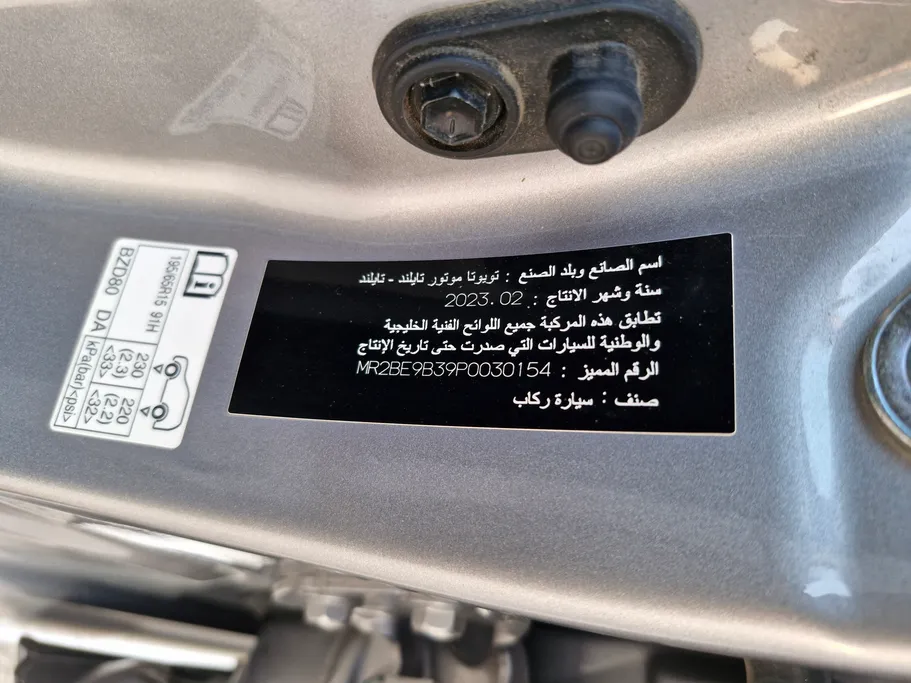 اسم الصانع وبلد الصنع : تويوتا موتور تايلند - تايلند
سنة وشهر الانتاج : 2023.02
تطابق هذه المركبة جميع اللوائح الفنية الخليجية
والوطنية للسيارات التي صدرت حتى تاريخ الإنتاج
الرقم المميز : MR2BE9B39P0030154
صنف : سيارة ركاب
195/65R15 91H
230 (2.3) <33>
220 (2.2) <32>
BZD80 DA kPa(bar)<psi>